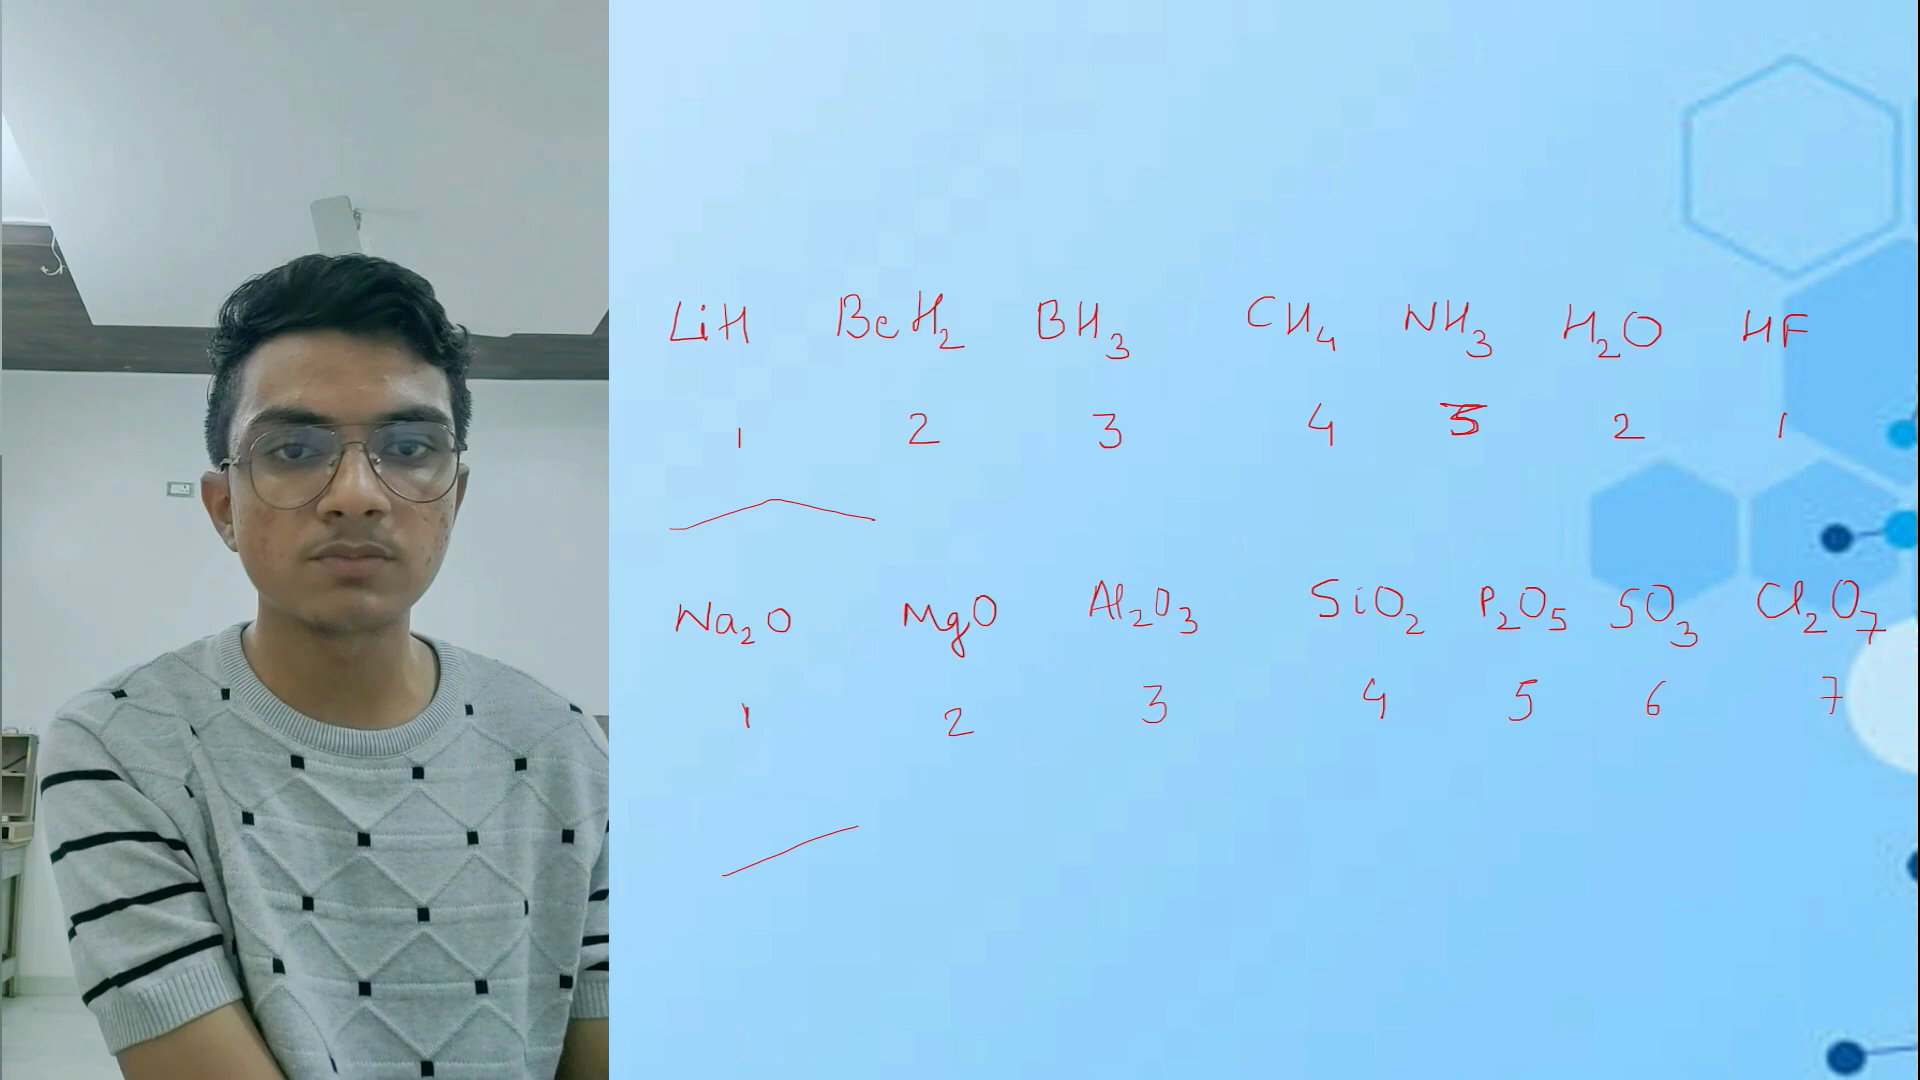 LiH BeH2 BH3 CH4 NH3 H2O HF
1 2 3 4 3 2 1
Na2O MgO Al2O3 SiO2 P2O5 SO3 Cl2O7
1 2 3 4 5 6 7